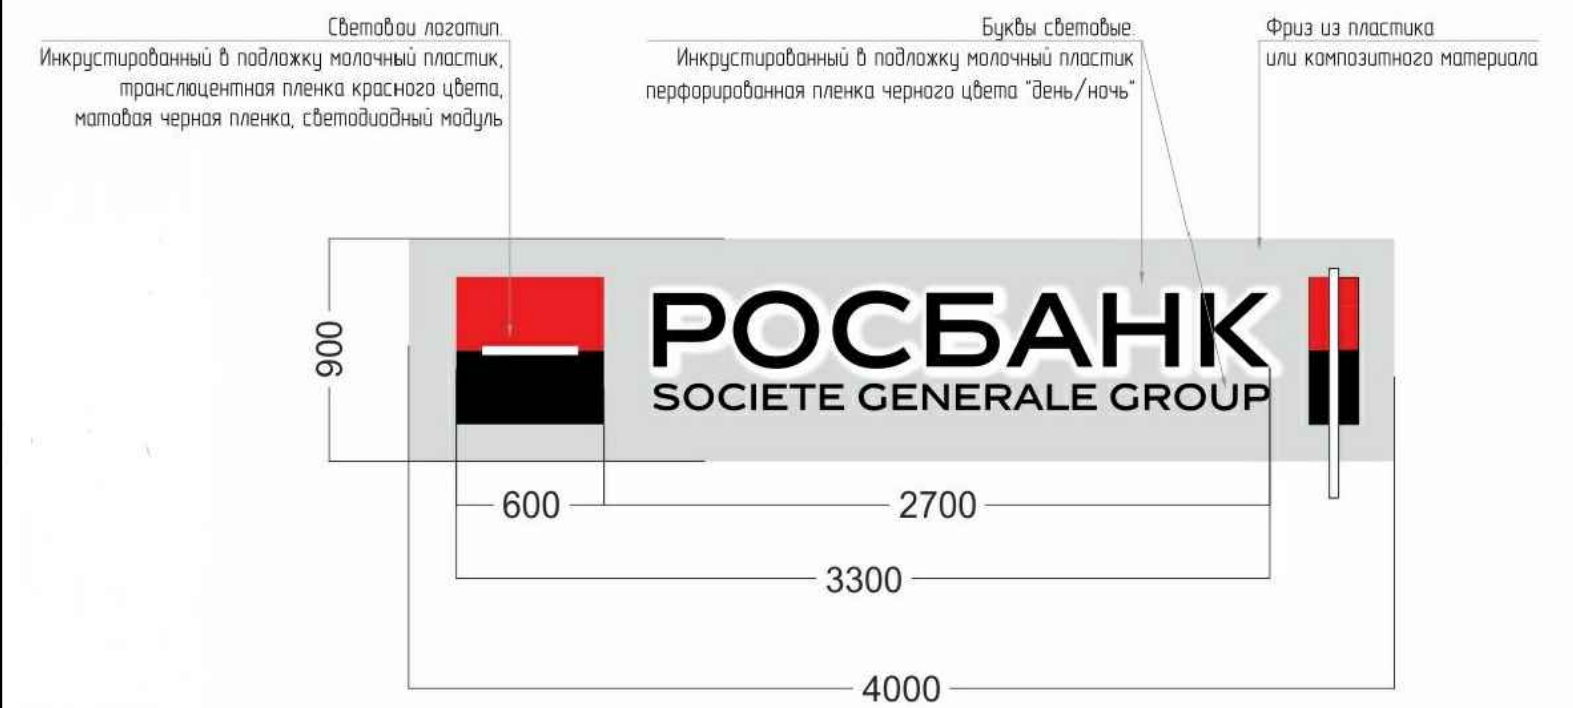 Световой логотип.
Инкрустированный в подложку молочный пластик,
транслюцентная пленка красного цвета,
матовая черная пленка, светодиодный модуль
Буквы световые.
Инкрустированный в подложку молочный пластик
перфорированная пленка черного цвета "день/ночь"
Фриз из пластика
или композитного материала
900
РОСБАНК
SOCIETE GENERALE GROUP
600
2700
3300
4000